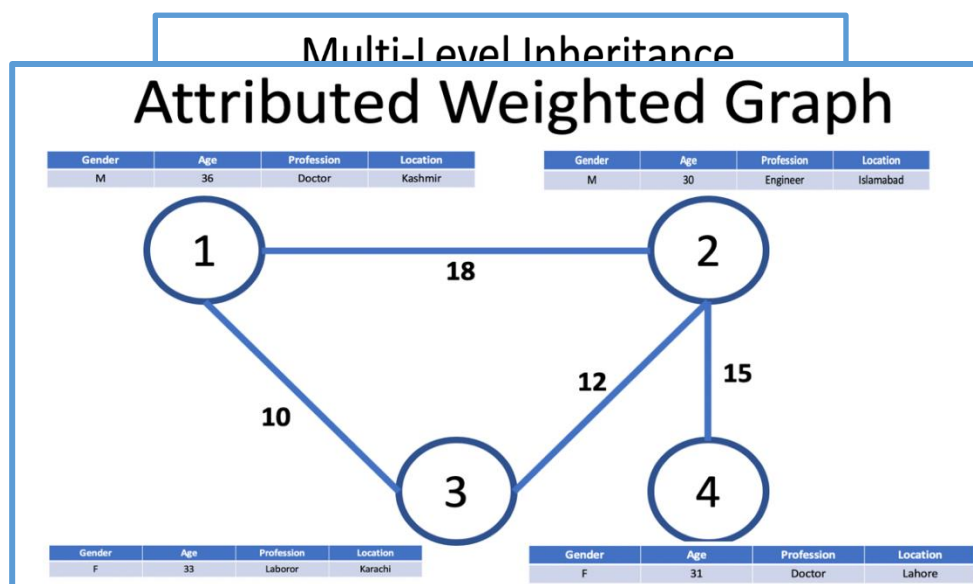 Multi-Level Inheritance
Attributed Weighted Graph
Gender Age Profession Location
M 36 Doctor Kashmir
Gender Age Profession Location
M 30 Engineer Islamabad
1
2
18
12
15
10
3
4
Gender Age Profession Location
F 33 Laboror Karachi
Gender Age Profession Location
F 31 Doctor Lahore